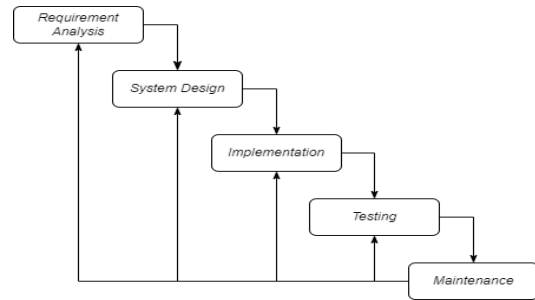 Requirement
Analysis
System Design
Implementation
Testing
Maintenance